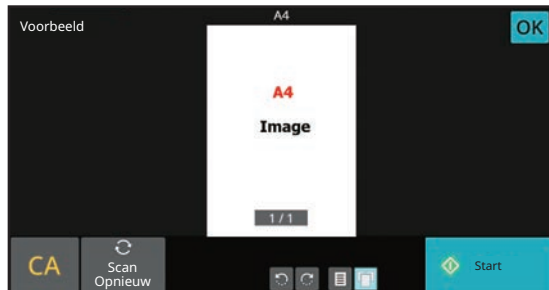 A4
Voorbeeld
OK
A4
Image
1 / 1
CA
Scan
Opnieuw
Start